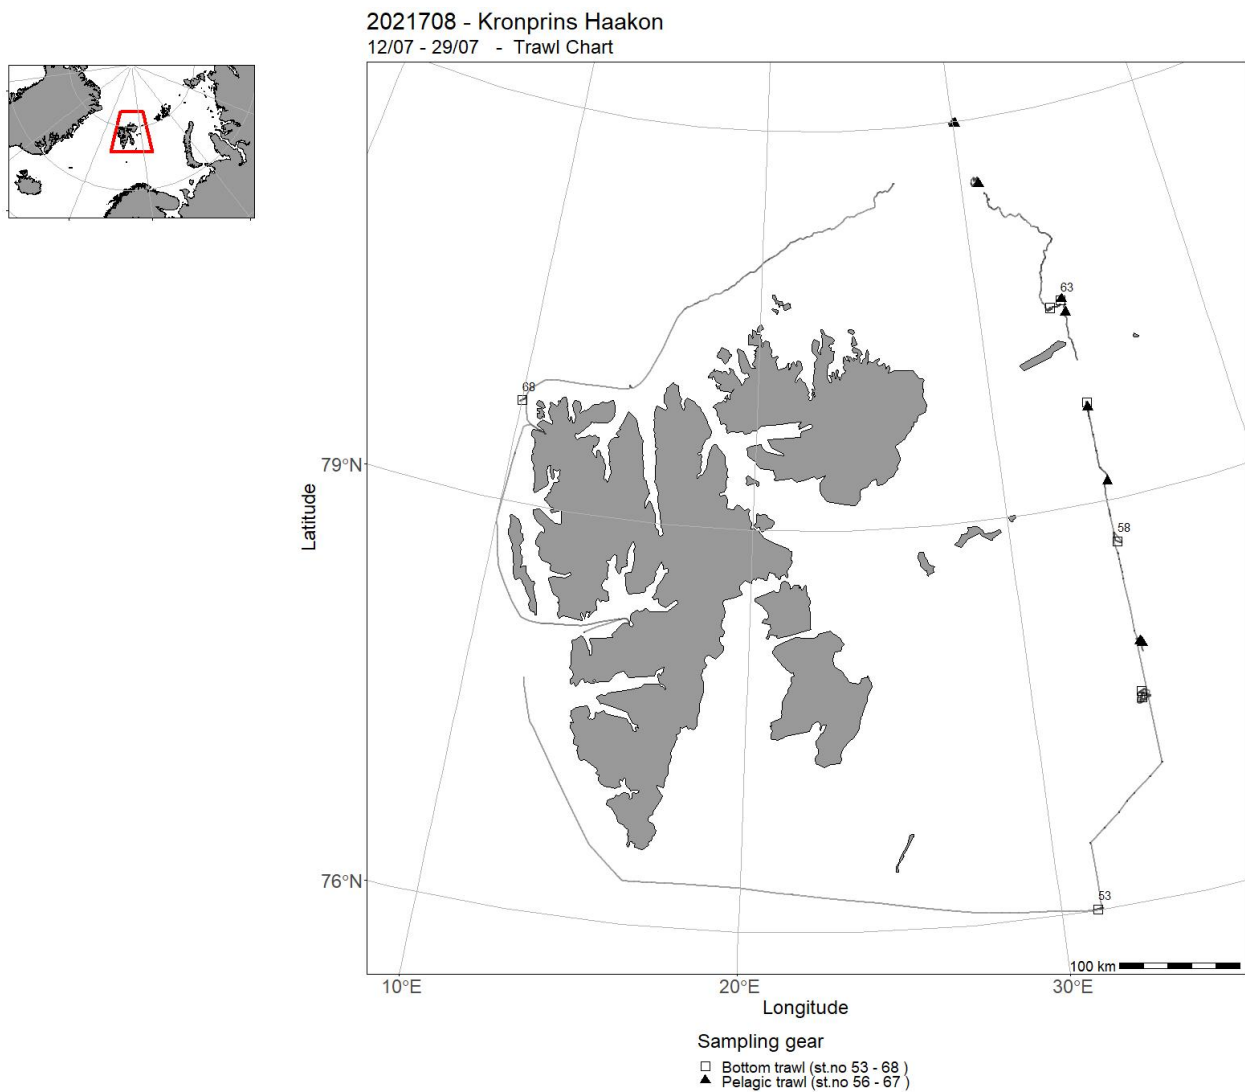 2021708 - Kronprins Haakon
12/07 - 29/07 - Trawl Chart
63
68
79°N
58
Latitude
76°N
53
100 km
10°E
20°E
30°E
Longitude
Sampling gear
Bottom trawl (st.no 53 - 68 )
Pelagic trawl (st.no 56 - 67 )